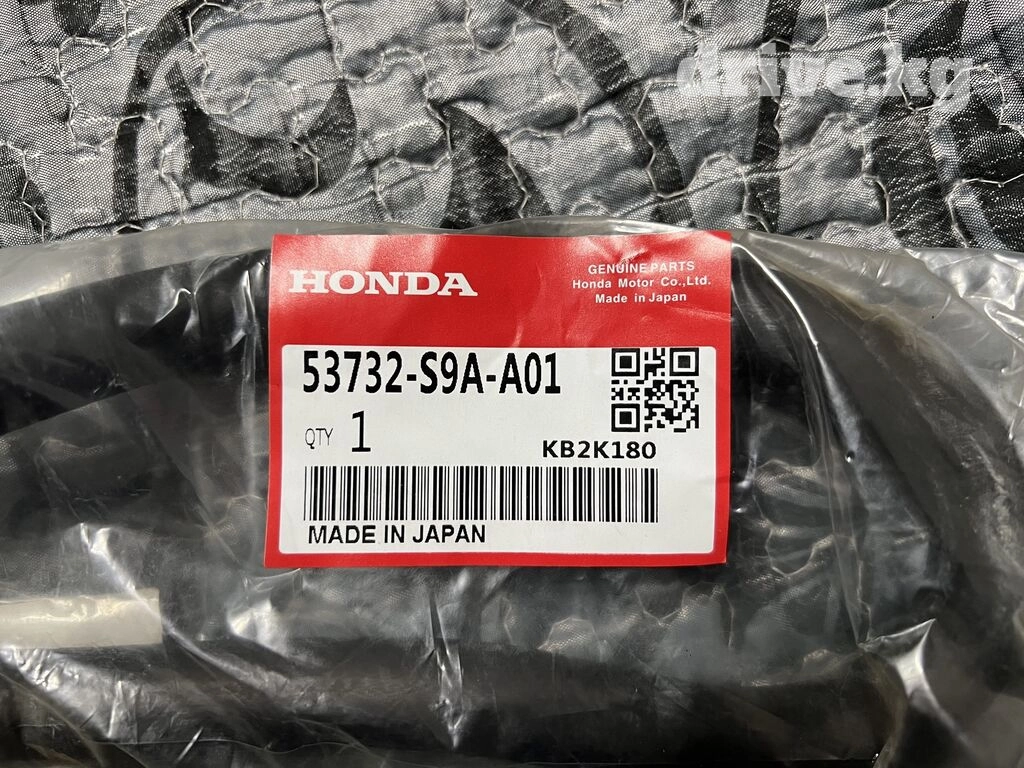 drive.kg
HONDA
GENUINE PARTS
Honda Motor Co.,Ltd.
Made in Japan
53732-S9A-A01
QTY 1
KB2K180
MADE IN JAPAN